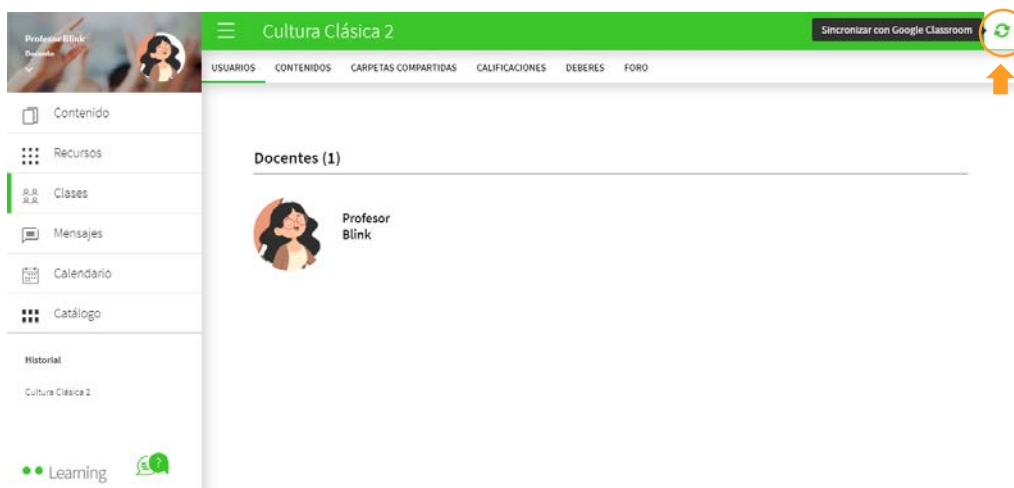 Profesor Blink
Docente
Cultura Clásica 2
Sincronizar con Google Classroom
USUARIOS CONTENIDOS CARPETAS COMPARTIDAS CALIFICACIONES DEBERES FORO
Contenido
Recursos
Clases
Mensajes
Calendario
Catálogo
Historial
Cultura Clásica 2
Learning
?
Docentes (1)
Profesor
Blink